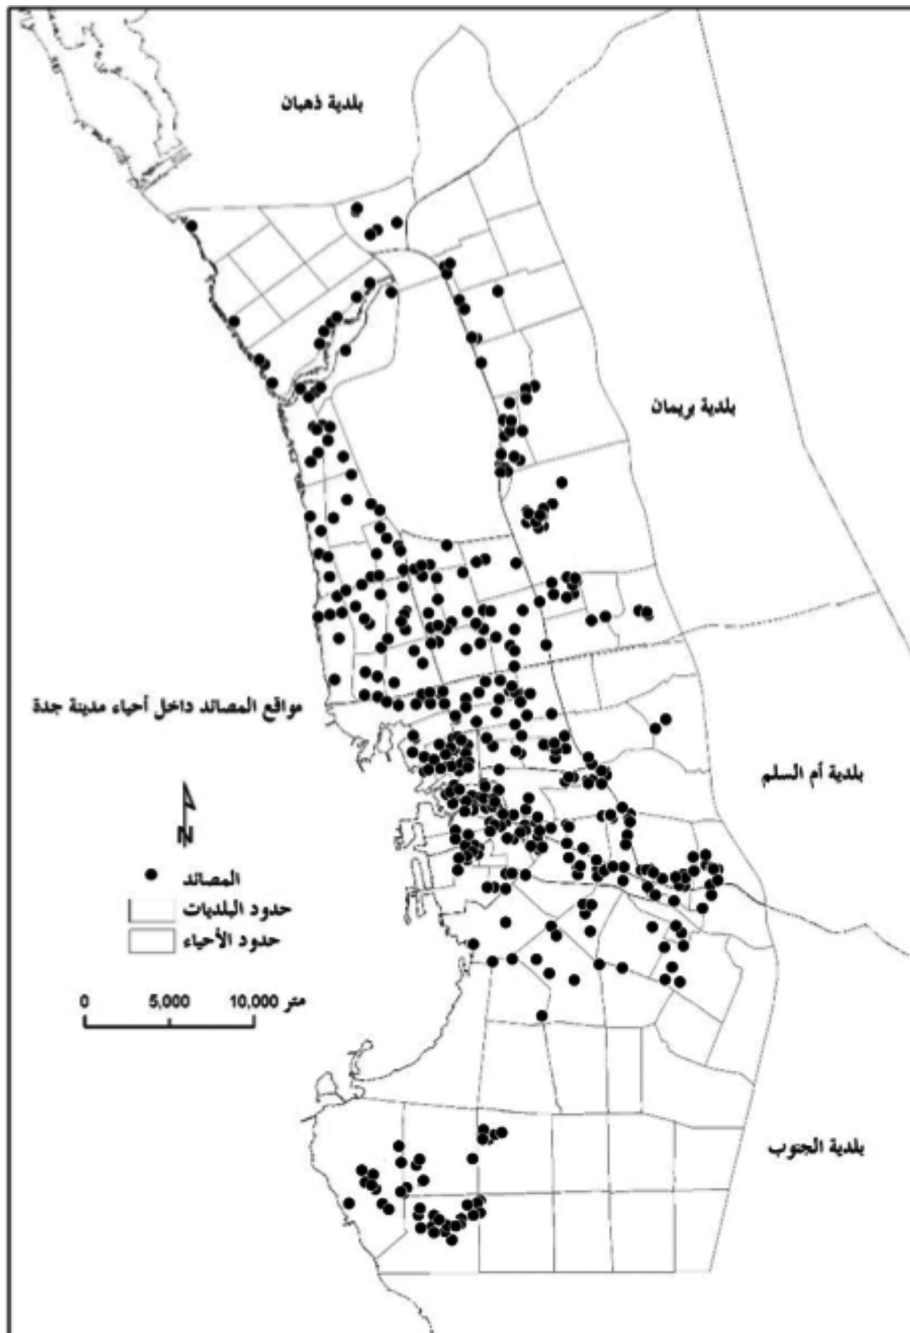 بلدية ذهبان
بلدية بريمان
مواقع المصائد داخل أحياء مدينة جدة
بلدية أم السلم
N
المصائد
حدود البلديات
حدود الأحياء
0 5,000 10,000 متر
بلدية الجنوب